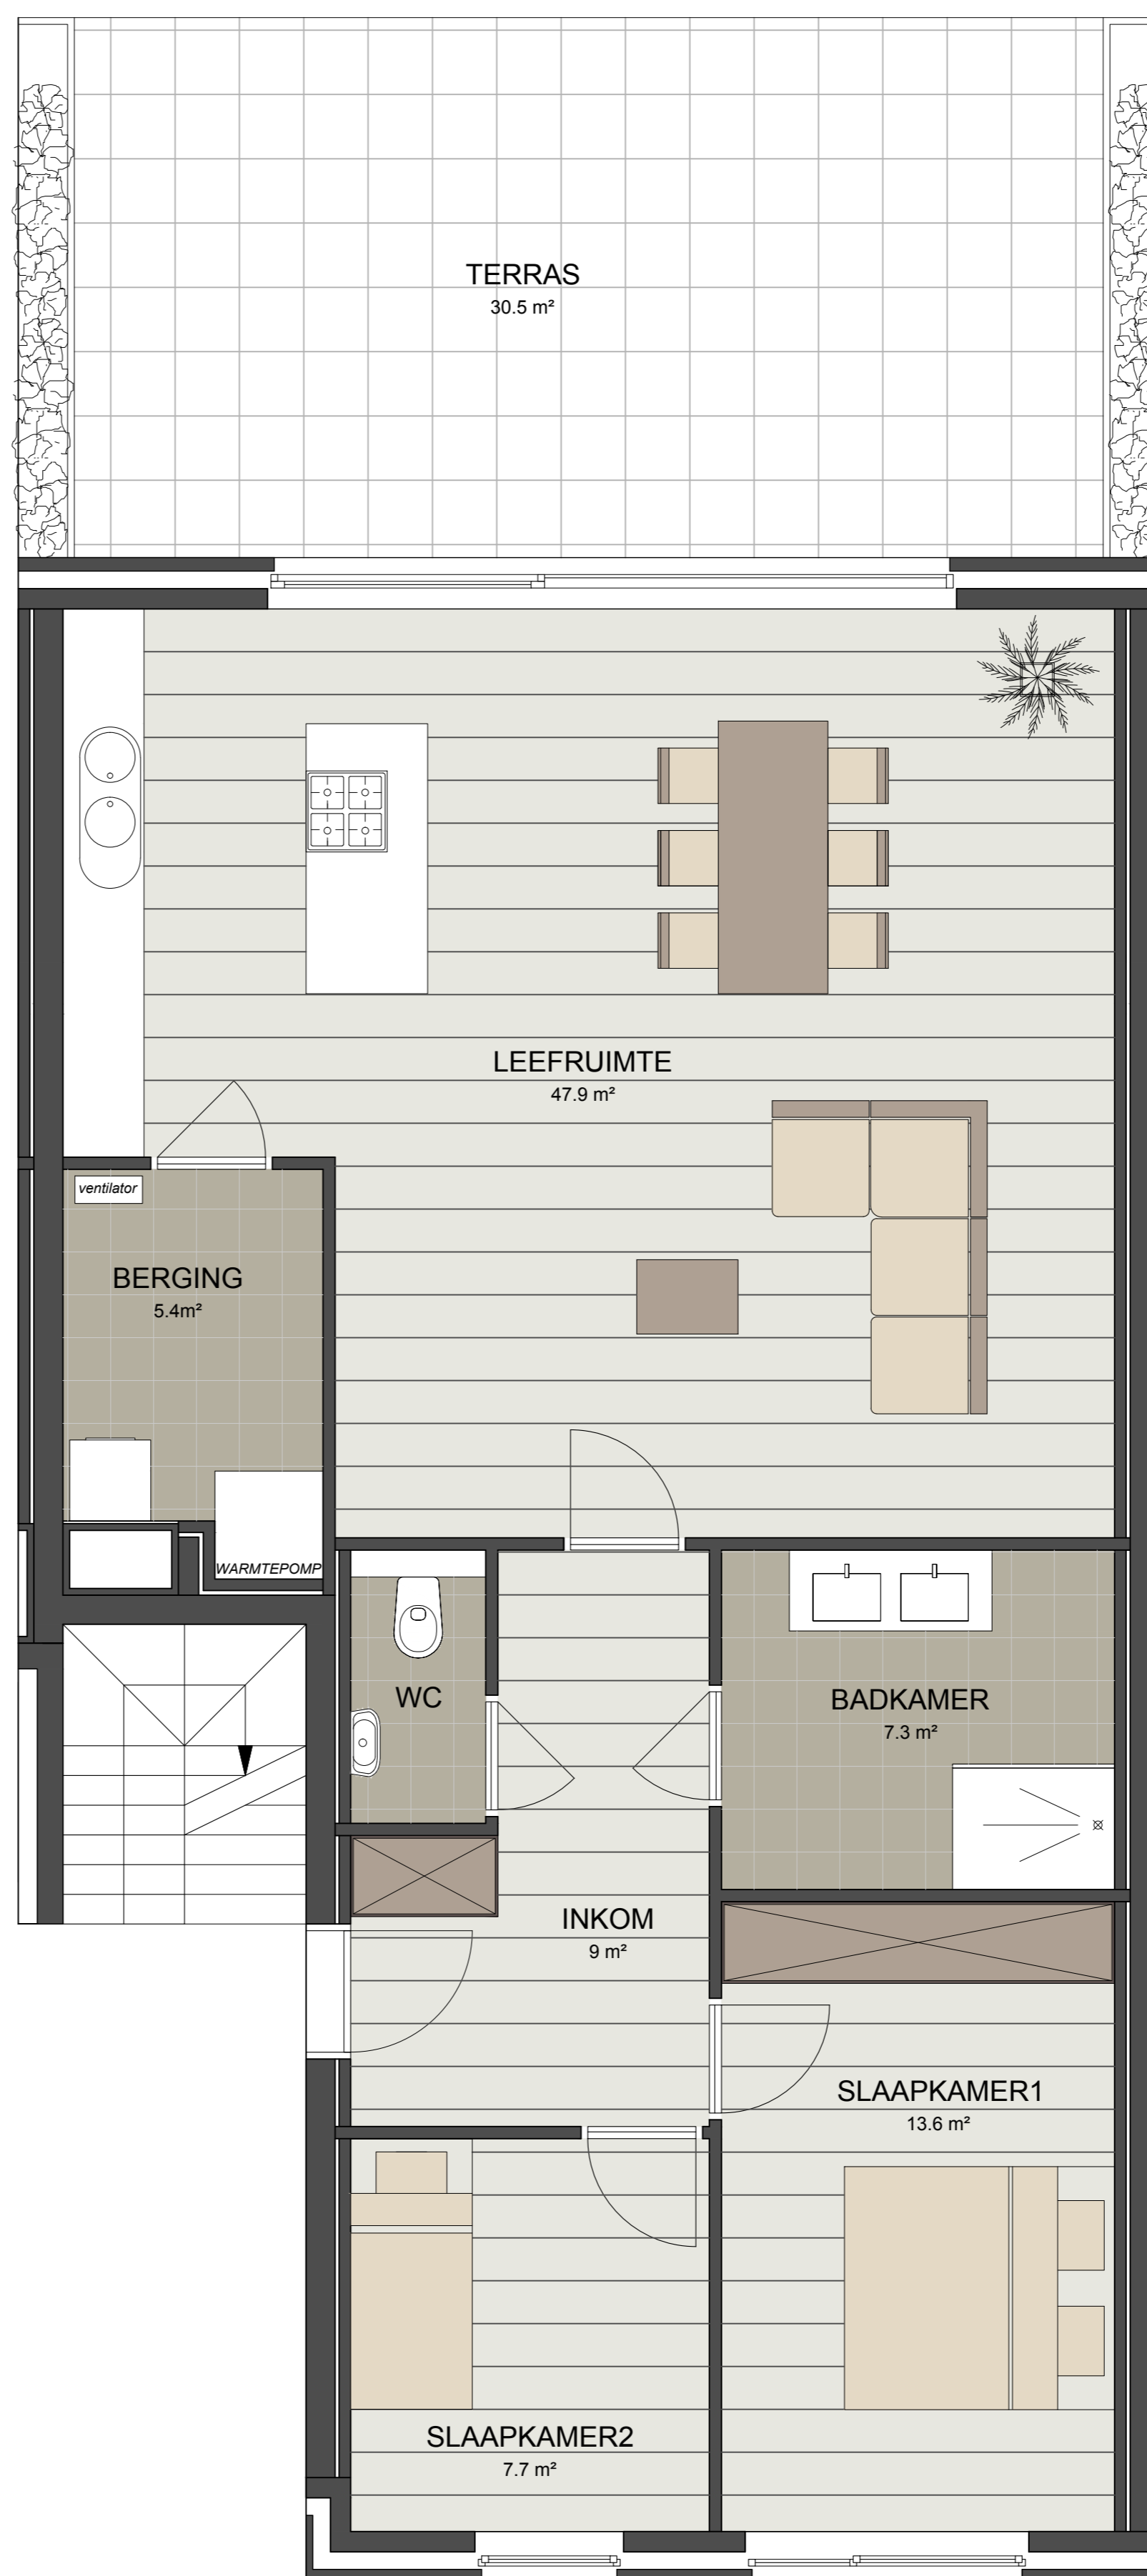 TERRAS
30.5 m²
LEEFRUIMTE
47.9 m²
ventilator
BERGING
5.4m²
WARMTEPOMP
WC
BADKAMER
7.3 m²
INKOM
9 m²
SLAAPKAMER1
13.6 m²
SLAAPKAMER2
7.7 m²